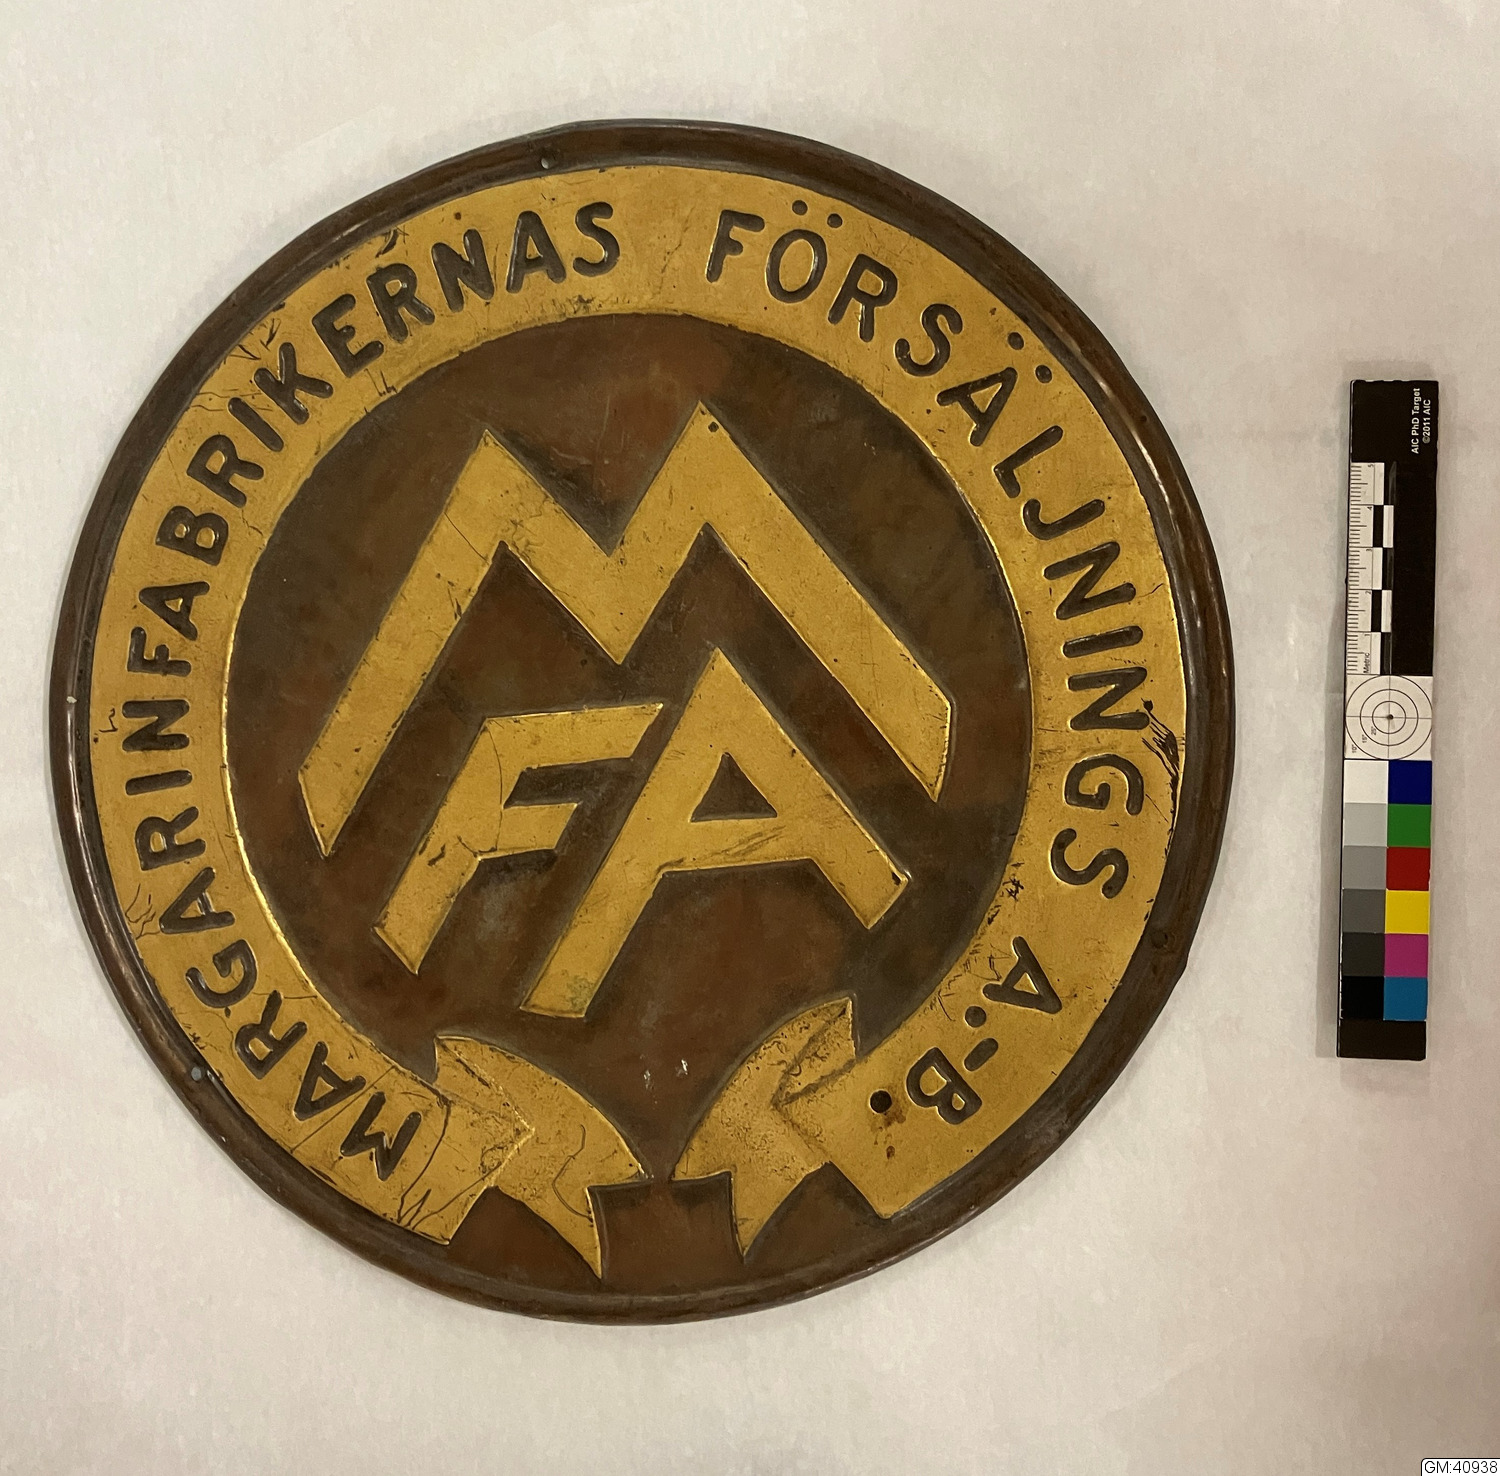 MARGARINFABRIKERNAS FÖRSÄLJNINGS A.-B.
MFA
AIC PhD Target
©2011 AIC
Metric
GM:40938